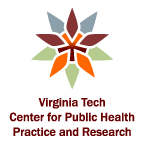 Virginia Tech
Center for Public Health
Practice and Research